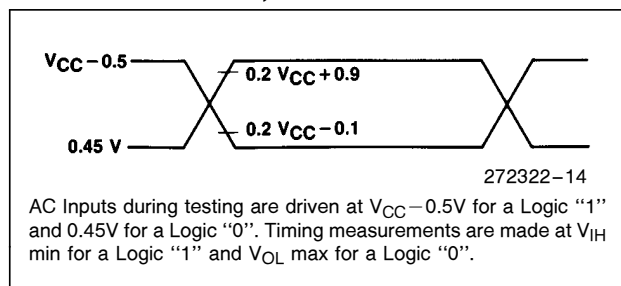 VCC−0.5
0.2 VCC+0.9
0.2 VCC−0.1
0.45 V
272322−14
AC Inputs during testing are driven at VCC−0.5V for a Logic “1”
and 0.45V for a Logic “0”. Timing measurements are made at VIH
min for a Logic “1” and VOL max for a Logic “0”.